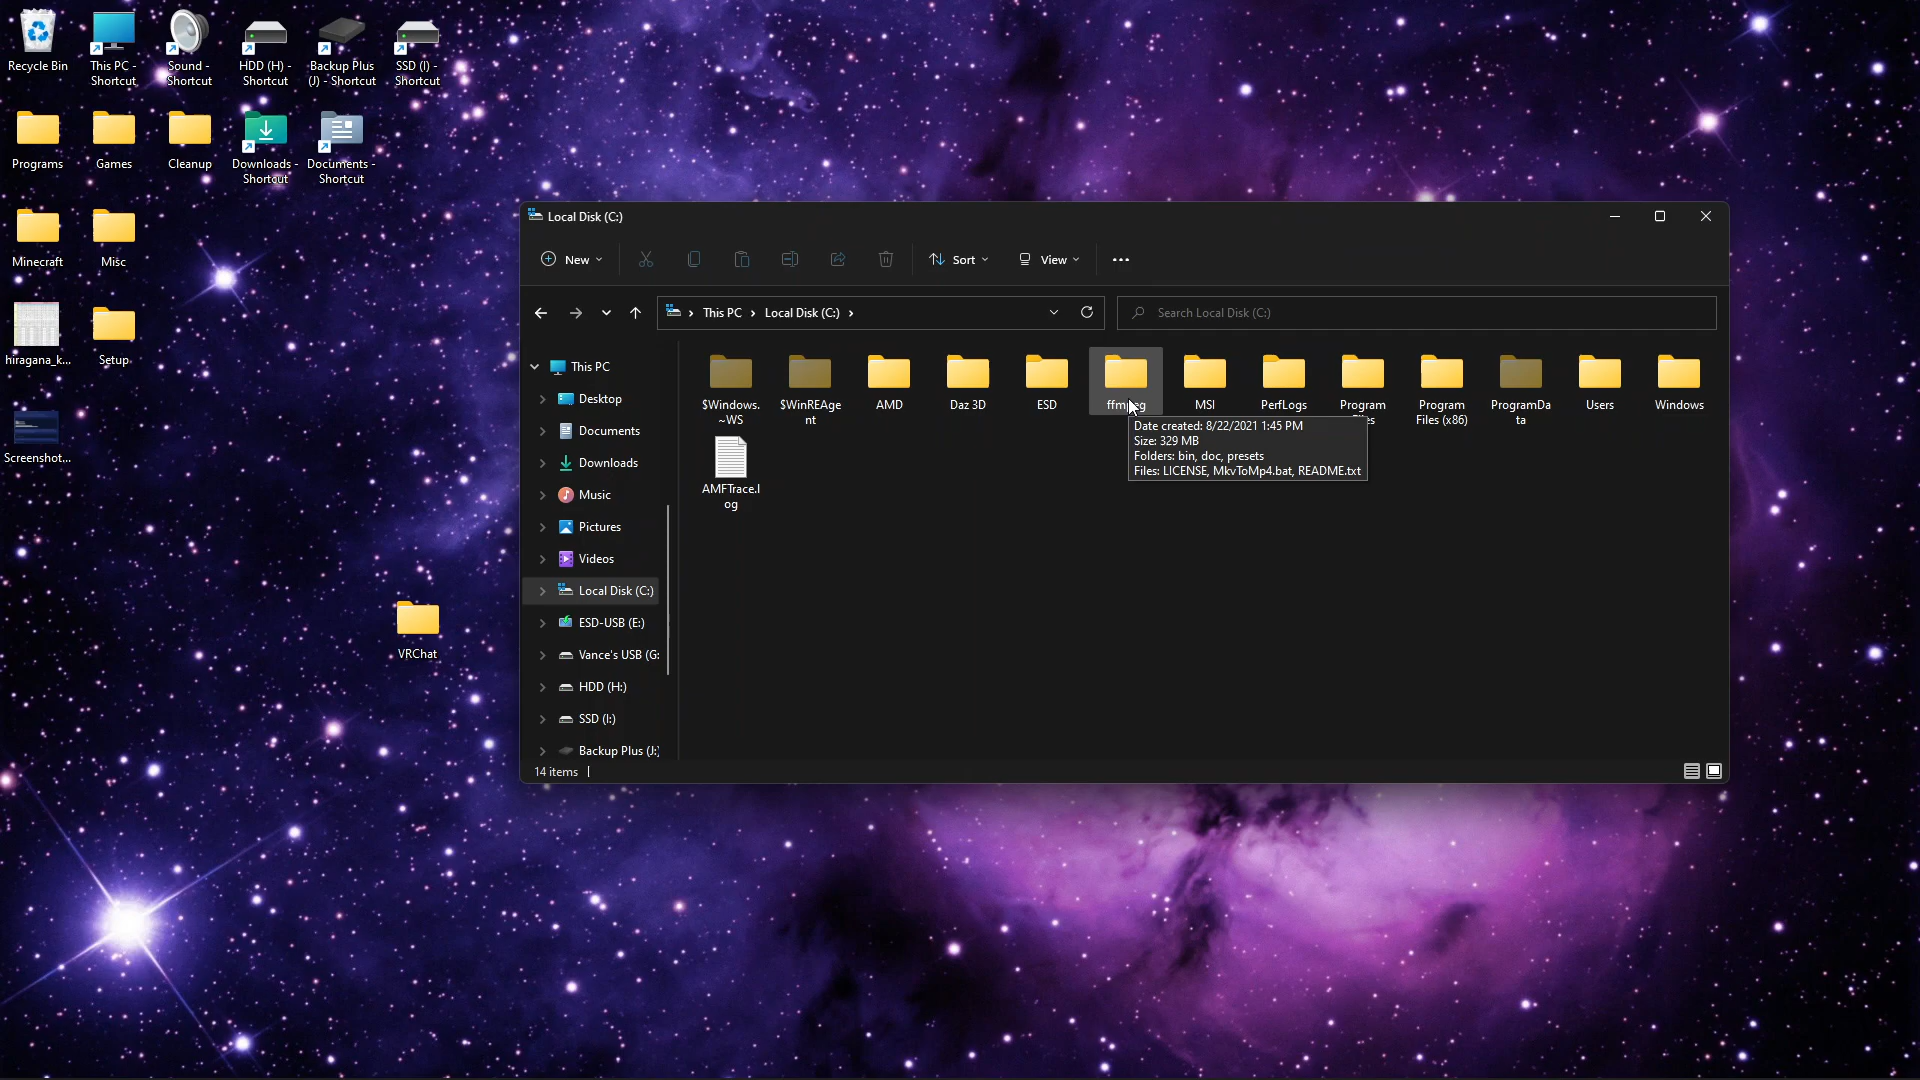 Recycle Bin
This PC -
Shortcut
Sound -
Shortcut
HDD (H) -
Shortcut
Backup Plus
(J) - Shortcut
SSD (I) -
Shortcut
Programs
Games
Cleanup
Downloads -
Shortcut
Documents -
Shortcut
Minecraft
Misc
hiragana_k...
Setup
Screenshot...
VRChat
Local Disk (C:)
New
Sort
View
This PC
Local Disk (C:)
Search Local Disk (C:)
This PC
Desktop
Documents
Downloads
Music
Pictures
Videos
Local Disk (C:)
ESD-USB (E:)
Vance's USB (G:
HDD (H:)
SSD (I:)
Backup Plus (J:)
$Windows.
~WS
$WinREAge
nt
AMD
Daz 3D
ESD
MSI
PerfLogs
Program
Program
Files (x86)
ProgramDa
ta
Users
Windows
AMFTrace.l
og
Date created: 8/22/2021 1:45 PM
Size: 329 MB
Folders: bin, doc, presets
Files: LICENSE, MkvToMp4.bat, README.txt
14 items